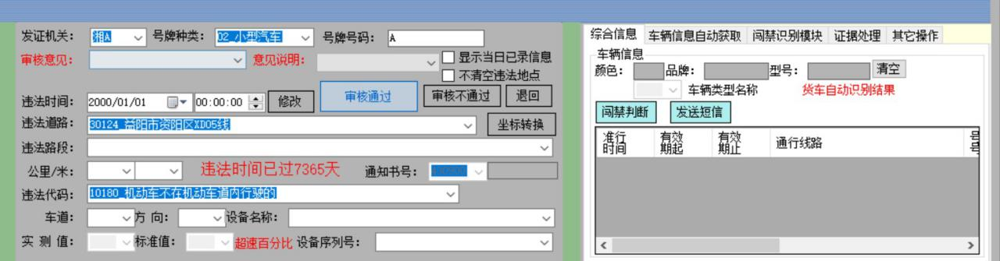 发证机关: 湘A 号牌种类: 02 小型汽车 号牌号码: A
审核意见: 意见说明: 显示当日已录信息
不清空违法地点
违法时间: 2000/01/01 00:00:00 修改 审核通过 审核不通过 退回
违法道路: 30124 益阳市资阳区XD05线 坐标转换
违法路段:
公里/米: 违法时间已过7365天 通知书号:
违法代码: 10180 机动车不在机动车道内行驶的
车道: 方 向: 设备名称:
实 测 值: 标准值: 超速百分比 设备序列号:
综合信息 车辆信息自动获取 闯禁识别模块 证据处理 其它操作
车辆信息
颜色: 品牌: 型号: 清空
车辆类型名称 货车自动识别结果
闯禁判断 发送短信
准行时间 有效期起 有效期止 通行线路